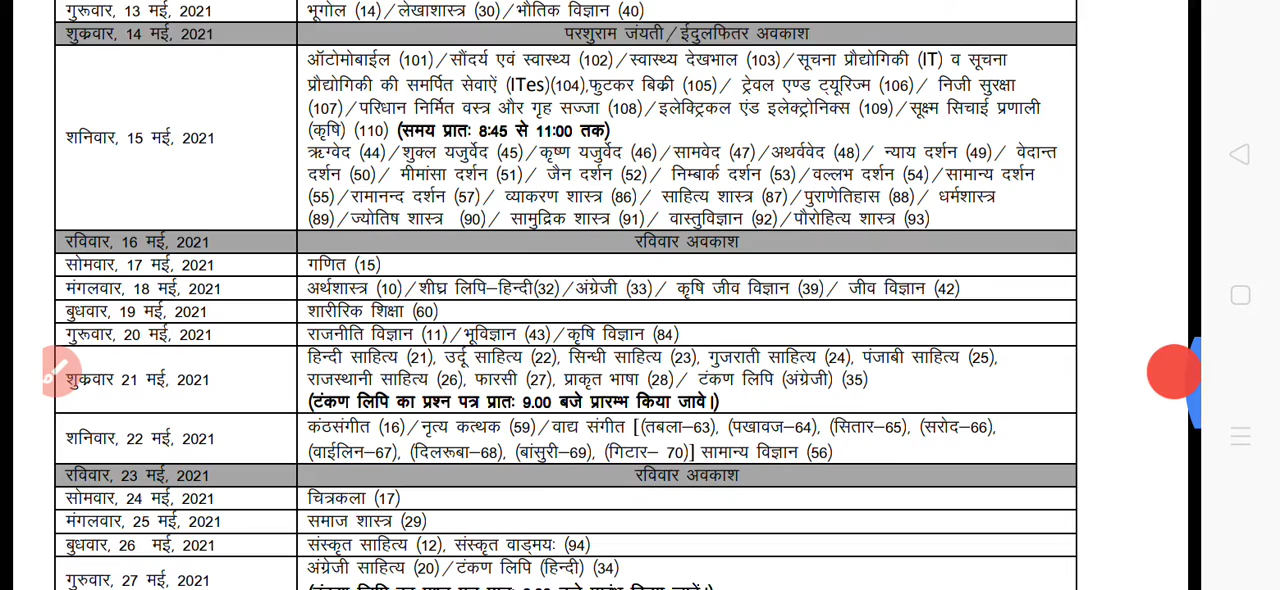 गुरूवार, 13 मई, 2021
भूगोल (14)/लेखाशास्त्र (30)/भौतिक विज्ञान (40)
शुक्रवार, 14 मई, 2021
परशुराम जंयती/ईदुलफितर अवकाश
शनिवार, 15 मई, 2021
ऑटोमोबाईल (101)/सौंदर्य एवं स्वास्थ्य (102)/स्वास्थ्य देखभाल (103)/सूचना प्रौद्योगिकी (IT) व सूचना
प्रौद्योगिकी की समर्पित सेवाऐं (ITes)(104),फुटकर बिक्री (105)/ ट्रेवल एण्ड टयूरिज्म (106)/ निजी सुरक्षा
(107)/परिधान निर्मित वस्त्र और गृह सज्जा (108)/इलेक्ट्रिकल एंड इलेक्ट्रोनिक्स (109)/सूक्ष्म सिचाई प्रणाली
(कृषि) (110) (समय प्रातः 8:45 से 11:00 तक)
ऋग्वेद (44)/शुक्ल यजुर्वेद (45)/कृष्ण यजुर्वेद (46)/सामवेद (47)/अथर्ववेद (48)/ न्याय दर्शन (49)/ वेदान्त
दर्शन (50)/ मीमांसा दर्शन (51)/ जैन दर्शन (52)/ निम्बार्क दर्शन (53)/वल्लभ दर्शन (54)/सामान्य दर्शन
(55)/रामानन्द दर्शन (57)/ व्याकरण शास्त्र (86)/ साहित्य शास्त्र (87)/पुराणेतिहास (88)/ धर्मशास्त्र
(89)/ज्योतिष शास्त्र (90)/ सामुद्रिक शास्त्र (91)/ वास्तुविज्ञान (92)/पौरोहित्य शास्त्र (93)
रविवार, 16 मई, 2021
रविवार अवकाश
सोमवार, 17 मई, 2021
गणित (15)
मंगलवार, 18 मई, 2021
अर्थशास्त्र (10)/शीघ्र लिपि–हिन्दी(32)/अंग्रेजी (33)/ कृषि जीव विज्ञान (39)/ जीव विज्ञान (42)
बुधवार, 19 मई, 2021
शारीरिक शिक्षा (60)
गुरूवार, 20 मई, 2021
राजनीति विज्ञान (11)/भूविज्ञान (43)/कृषि विज्ञान (84)
शुक्रवार 21 मई, 2021
हिन्दी साहित्य (21), उर्दू साहित्य (22), सिन्धी साहित्य (23), गुजराती साहित्य (24), पंजाबी साहित्य (25),
राजस्थानी साहित्य (26), फारसी (27), प्राकृत भाषा (28)/ टंकण लिपि (अंग्रेजी) (35)
(टंकण लिपि का प्रश्न पत्र प्रातः 9.00 बजे प्रारम्भ किया जावे।)
शनिवार, 22 मई, 2021
कंठसंगीत (16)/नृत्य कत्थक (59)/वाद्य संगीत [(तबला–63), (पखावज–64), (सितार–65), (सरोद–66),
(वाईलिन–67), (दिलरूबा–68), (बांसुरी–69), (गिटार– 70)] सामान्य विज्ञान (56)
रविवार, 23 मई, 2021
रविवार अवकाश
सोमवार, 24 मई, 2021
चित्रकला (17)
मंगलवार, 25 मई, 2021
समाज शास्त्र (29)
बुधवार, 26 मई, 2021
संस्कृत साहित्य (12), संस्कृत वाड्मयः (94)
गुरुवार, 27 मई, 2021
अंग्रेजी साहित्य (20)/टंकण लिपि (हिन्दी) (34)